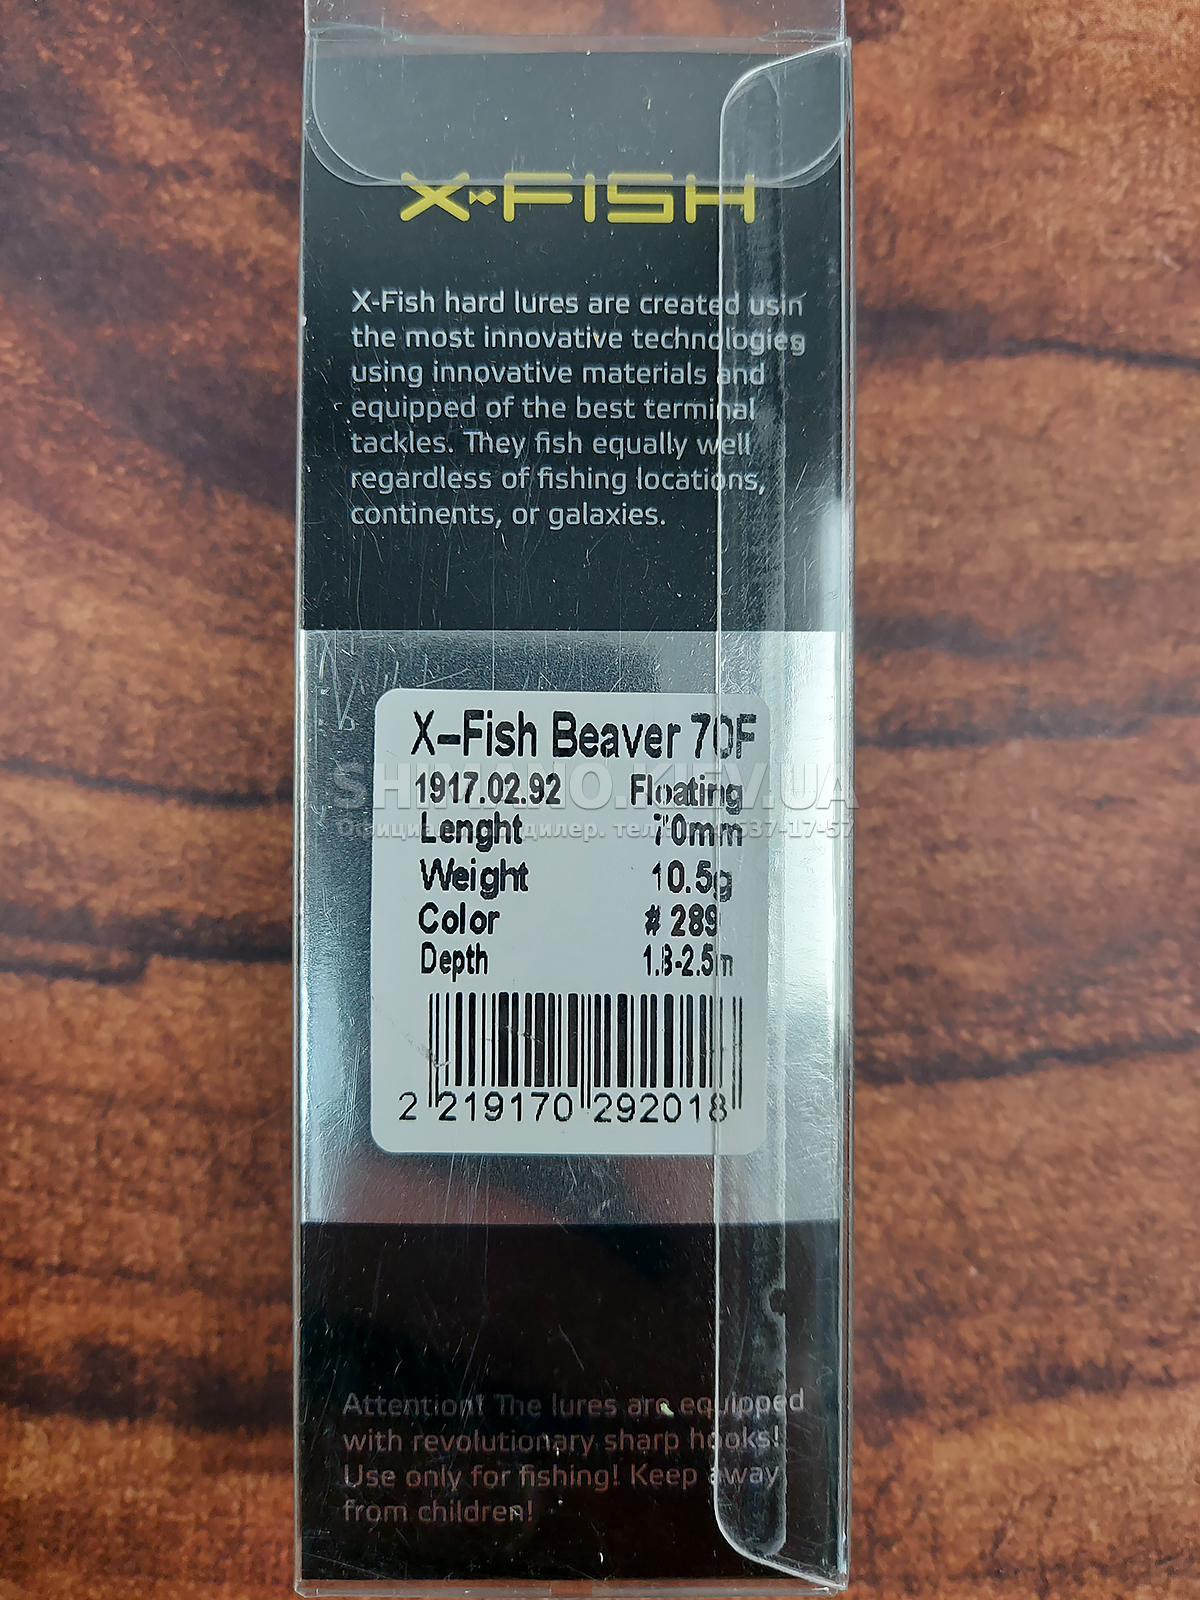 X-FISH
X-Fish hard lures are created usin
the most innovative technologies
using innovative materials and
equipped of the best terminal
tackles. They fish equally well
regardless of fishing locations,
continents, or galaxies.
X-Fish Beaver 70F
1917.02.92 Floating
SHIMANO.KIEV.UA
Lenght 70mm
Weight 10.5g
Color # 289
Depth 1.8-2.5m
2 219170 292018
Attention! The lures are equipped
with revolutionary sharp hooks!
Use only for fishing! Keep away
from children!